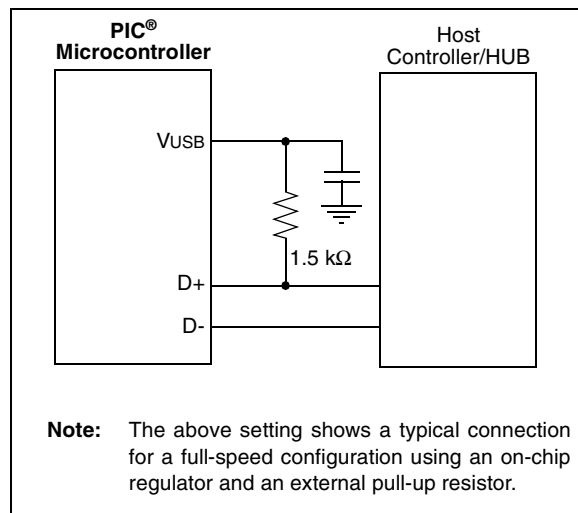 PIC®
Microcontroller
Host
Controller/HUB
VUSB
1.5 kΩ
D+
D-
Note: The above setting shows a typical connection
for a full-speed configuration using an on-chip
regulator and an external pull-up resistor.